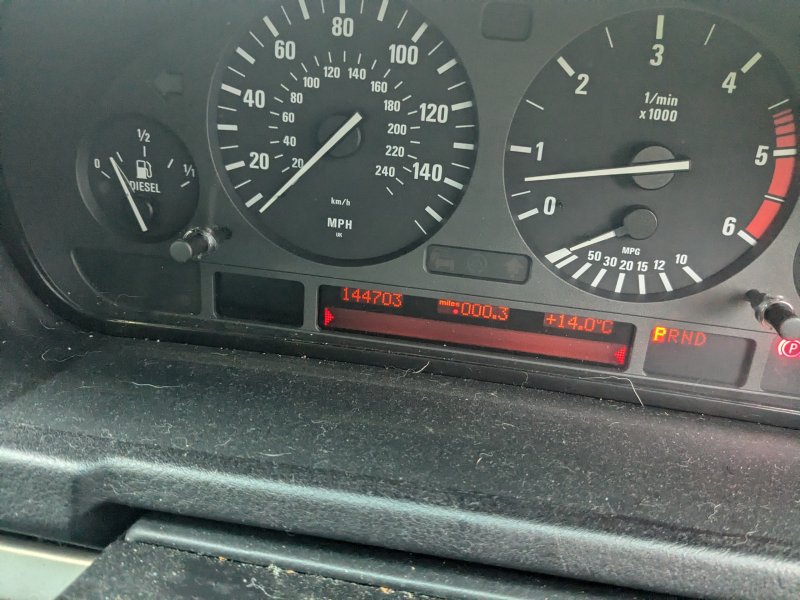 0
1/2
1/1
DIESEL
20
40
60
80
100
120
140
20
40
60
80
100
120
140
160
180
200
220
240
km/h
MPH
UK
0
1
2
3
4
5
6
1/min
x1000
MPG
50 30 20 15 12 10
144703 miles 000.3 +14.0°C
PRND
(P)